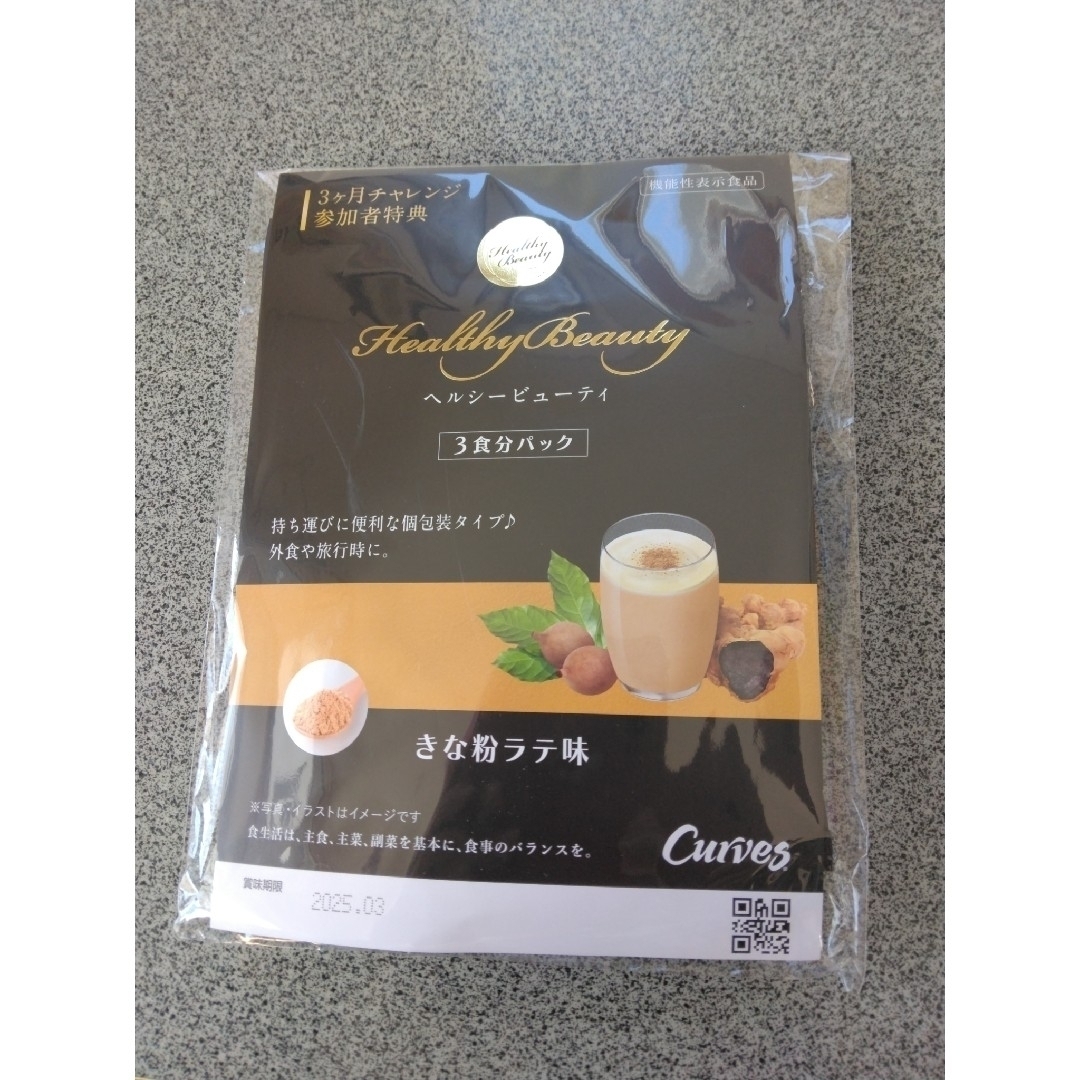 3ヶ月チャレンジ
参加者特典
機能性表示食品
Healthy
Beauty
Healthy Beauty
ヘルシービューティ
3食分パック
持ち運びに便利な個包装タイプ♪
外食や旅行時に。
きな粉ラテ味
※写真・イラストはイメージです
食生活は、主食、主菜、副菜を基本に、食事のバランスを。
Curves®
賞味期限
2025.03